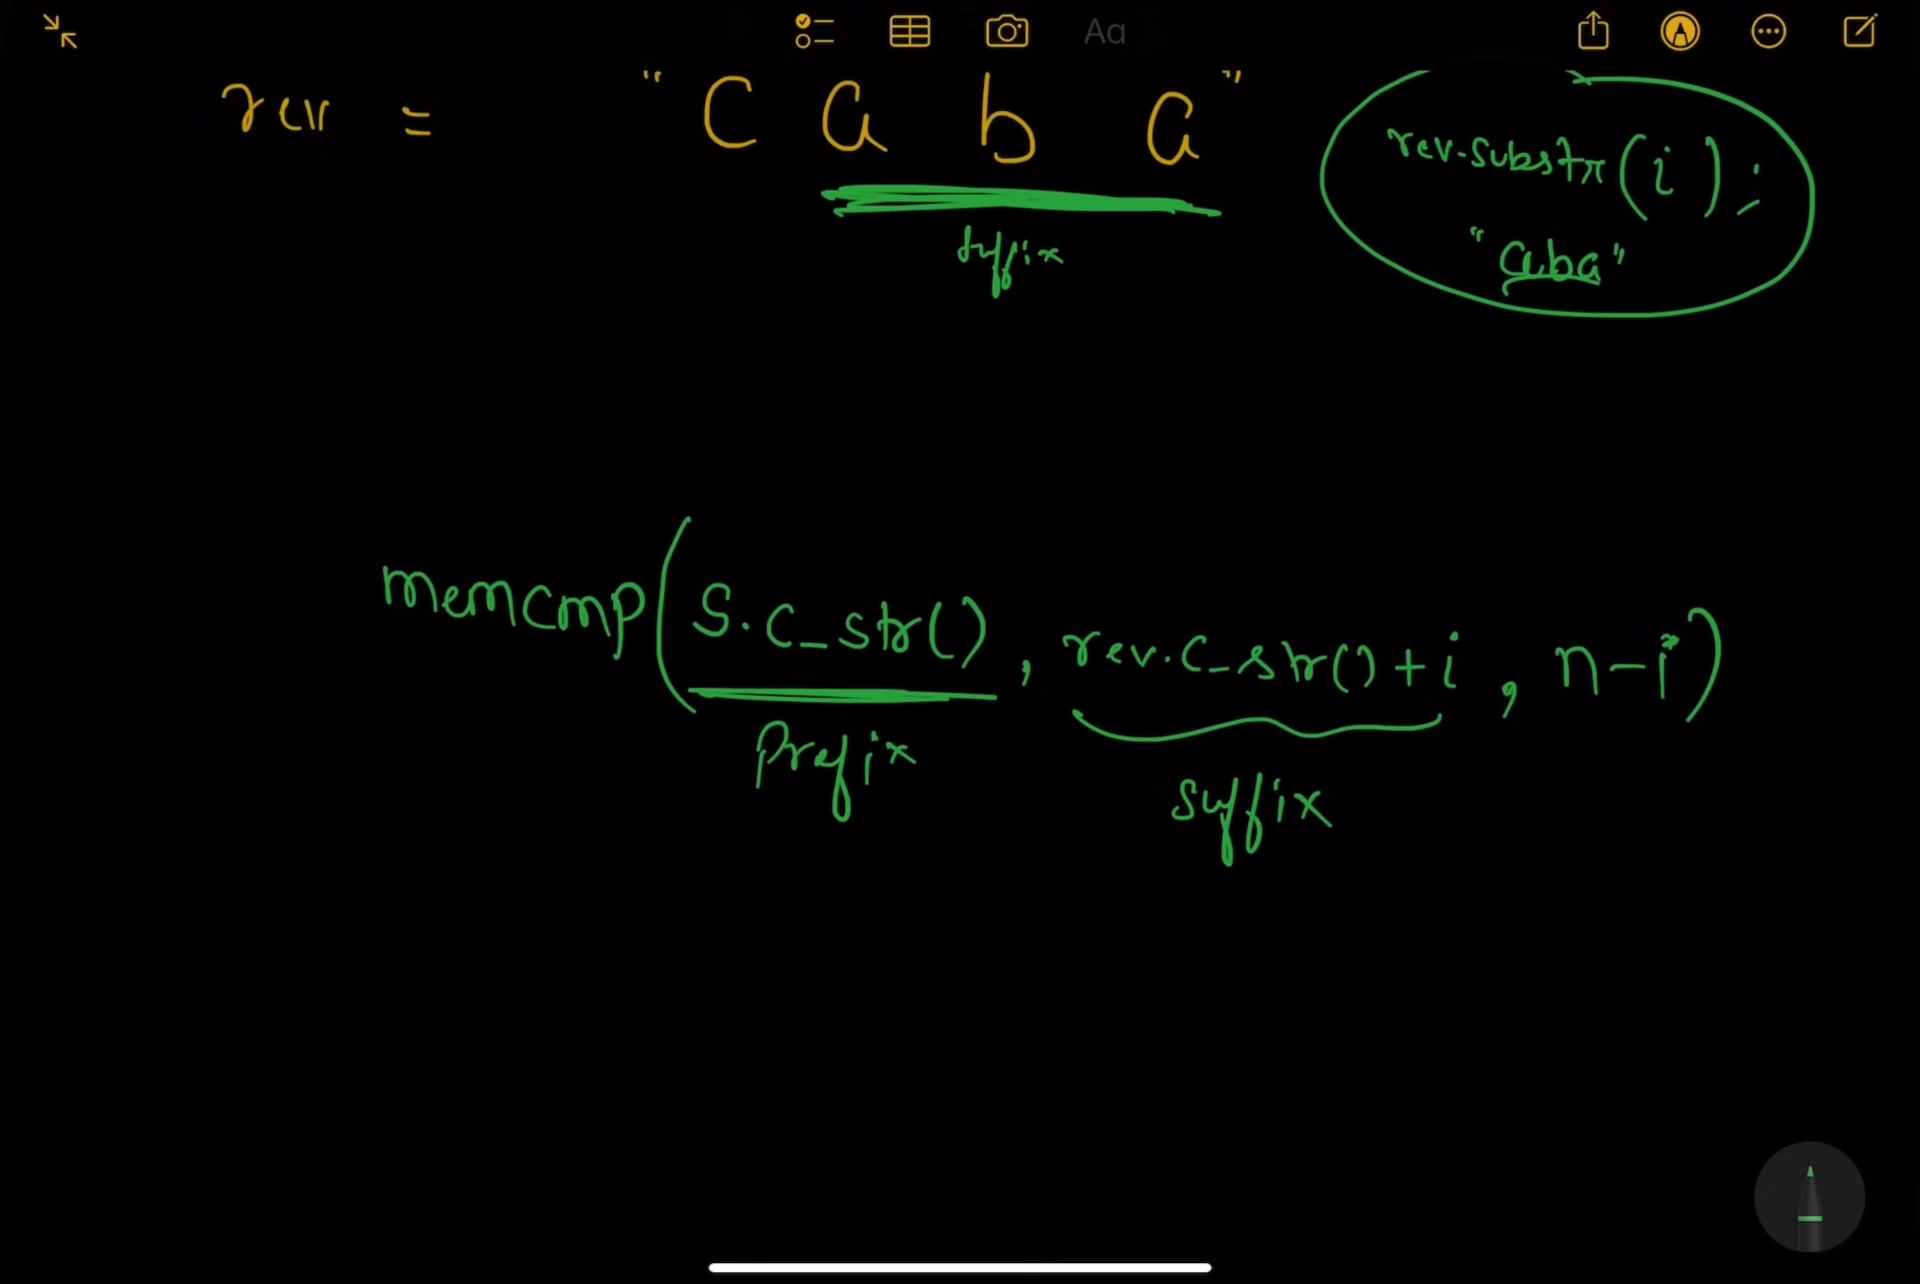 Aa
rev = "C a b a"
rev.substr(i);
suffix
"aba"
memcmp(S.C_str(), rev.C_str()+i, n-i)
Prefix
suffix